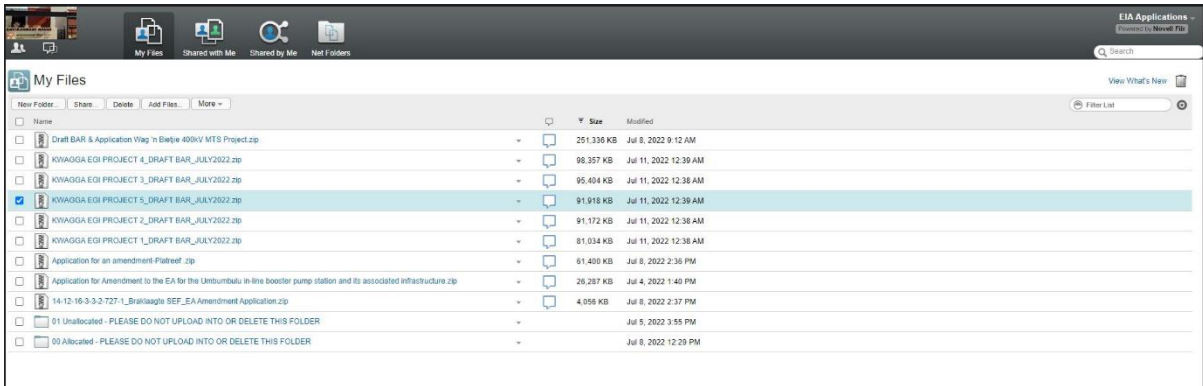 EIA Applications
Powered by Novell Filr
My Files Shared with Me Shared by Me Net Folders
Search
My Files
View What's New
New Folder... Share... Delete Add Files... More
Filter List
Name Size Modified
Draft BAR & Application Wag 'n Bietjie 400kV MTS Project.zip 251,336 KB Jul 8, 2022 9:12 AM
KWAGGA EGI PROJECT 4_DRAFT BAR_JULY2022.zip 98,357 KB Jul 11, 2022 12:39 AM
KWAGGA EGI PROJECT 3_DRAFT BAR_JULY2022.zip 95,404 KB Jul 11, 2022 12:38 AM
KWAGGA EGI PROJECT 5_DRAFT BAR_JULY2022.zip 91,918 KB Jul 11, 2022 12:39 AM
KWAGGA EGI PROJECT 2_DRAFT BAR_JULY2022.zip 91,172 KB Jul 11, 2022 12:38 AM
KWAGGA EGI PROJECT 1_DRAFT BAR_JULY2022.zip 81,034 KB Jul 11, 2022 12:38 AM
Application for an amendment-Platreef .zip 61,400 KB Jul 8, 2022 2:36 PM
Application for Amendment to the EA for the Umbumbulu in-line booster pump station and its associated infrastructure.zip 26,287 KB Jul 4, 2022 1:40 PM
14-12-16-3-3-2-727-1_Braklaagte SEF_EA Amendment Application.zip 4,056 KB Jul 8, 2022 2:37 PM
01 Unallocated - PLEASE DO NOT UPLOAD INTO OR DELETE THIS FOLDER Jul 5, 2022 3:55 PM
00 Allocated - PLEASE DO NOT UPLOAD INTO OR DELETE THIS FOLDER Jul 8, 2022 12:29 PM